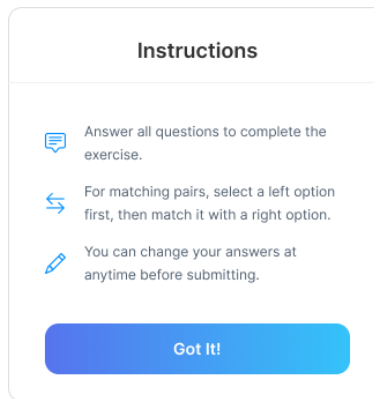 Instructions
Answer all questions to complete the
exercise.
For matching pairs, select a left option
first, then match it with a right option.
You can change your answers at
anytime before submitting.
Got It!